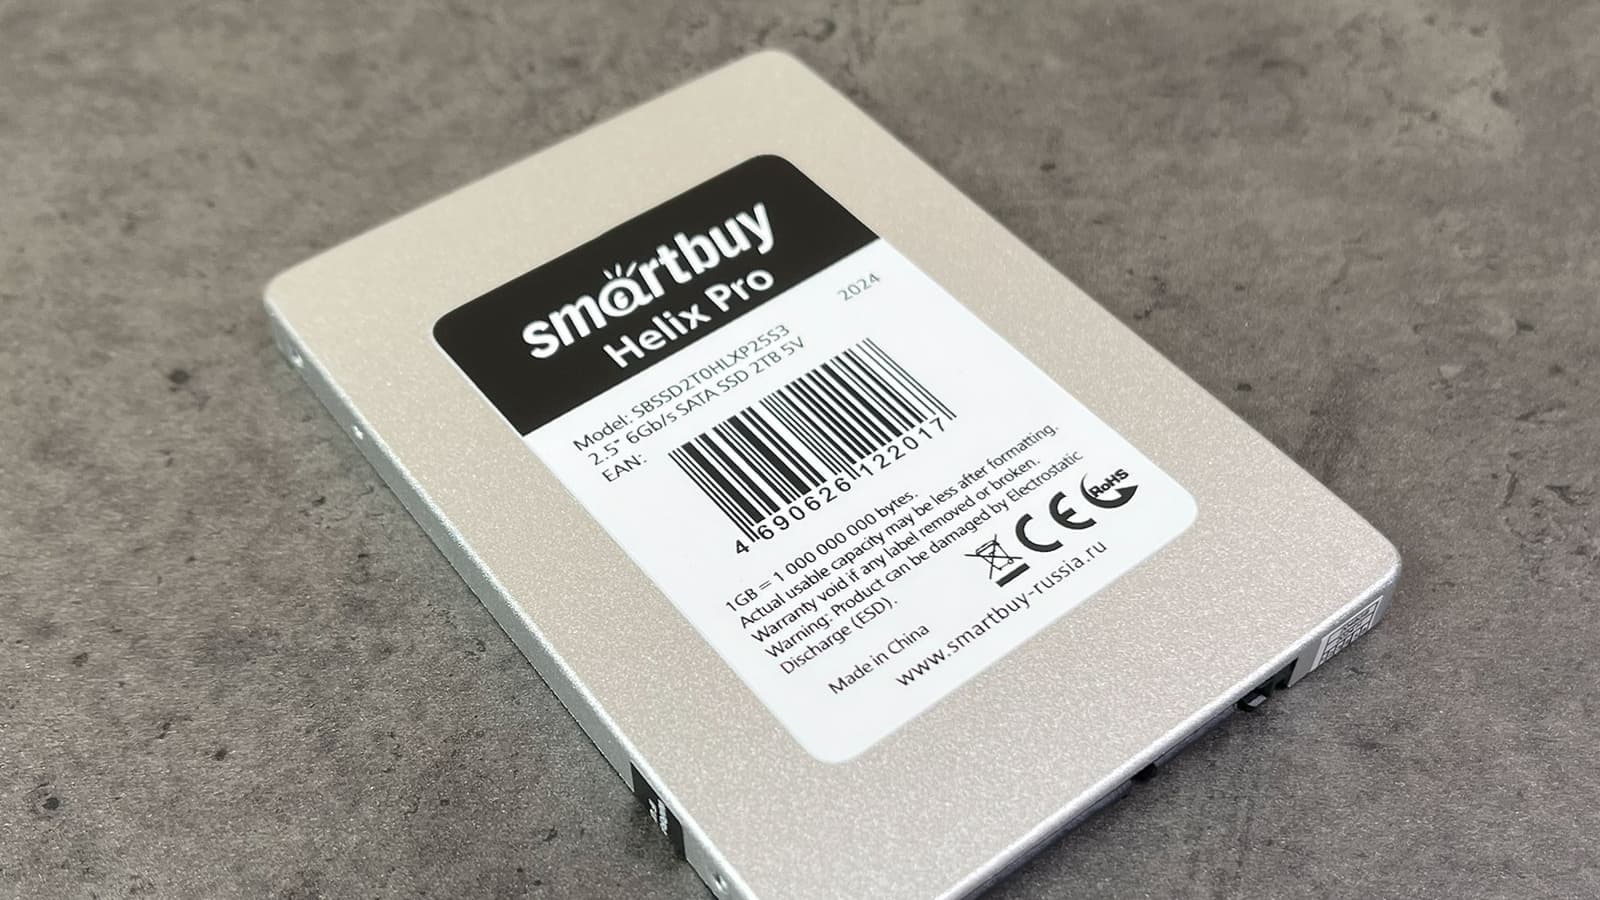 smartbuy
Helix Pro
2024
Model: SBSSD2T0HLXP25S3
2.5" 6Gb/s SATA SSD 2TB 5V
EAN:
4 690626 122017
1GB = 1 000 000 000 bytes.
Actual usable capacity may be less after formatting.
Warranty void if any label removed or broken.
Warning: Product can be damaged by Electrostatic
Discharge (ESD).
CE RoHS
Made in China
www.smartbuy-russia.ru